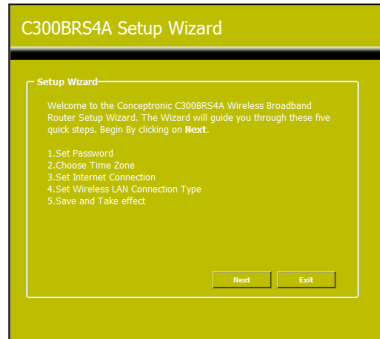 C300BRS4A Setup Wizard
Setup Wizard
Welcome to the Conceptronic C300BRS4A Wireless Broadband
Router Setup Wizard. The Wizard will guide you through these five
quick steps. Begin By clicking on Next.
1.Set Password
2.Choose Time Zone
3.Set Internet Connection
4.Set Wireless LAN Connection Type
5.Save and Take effect
Next Exit